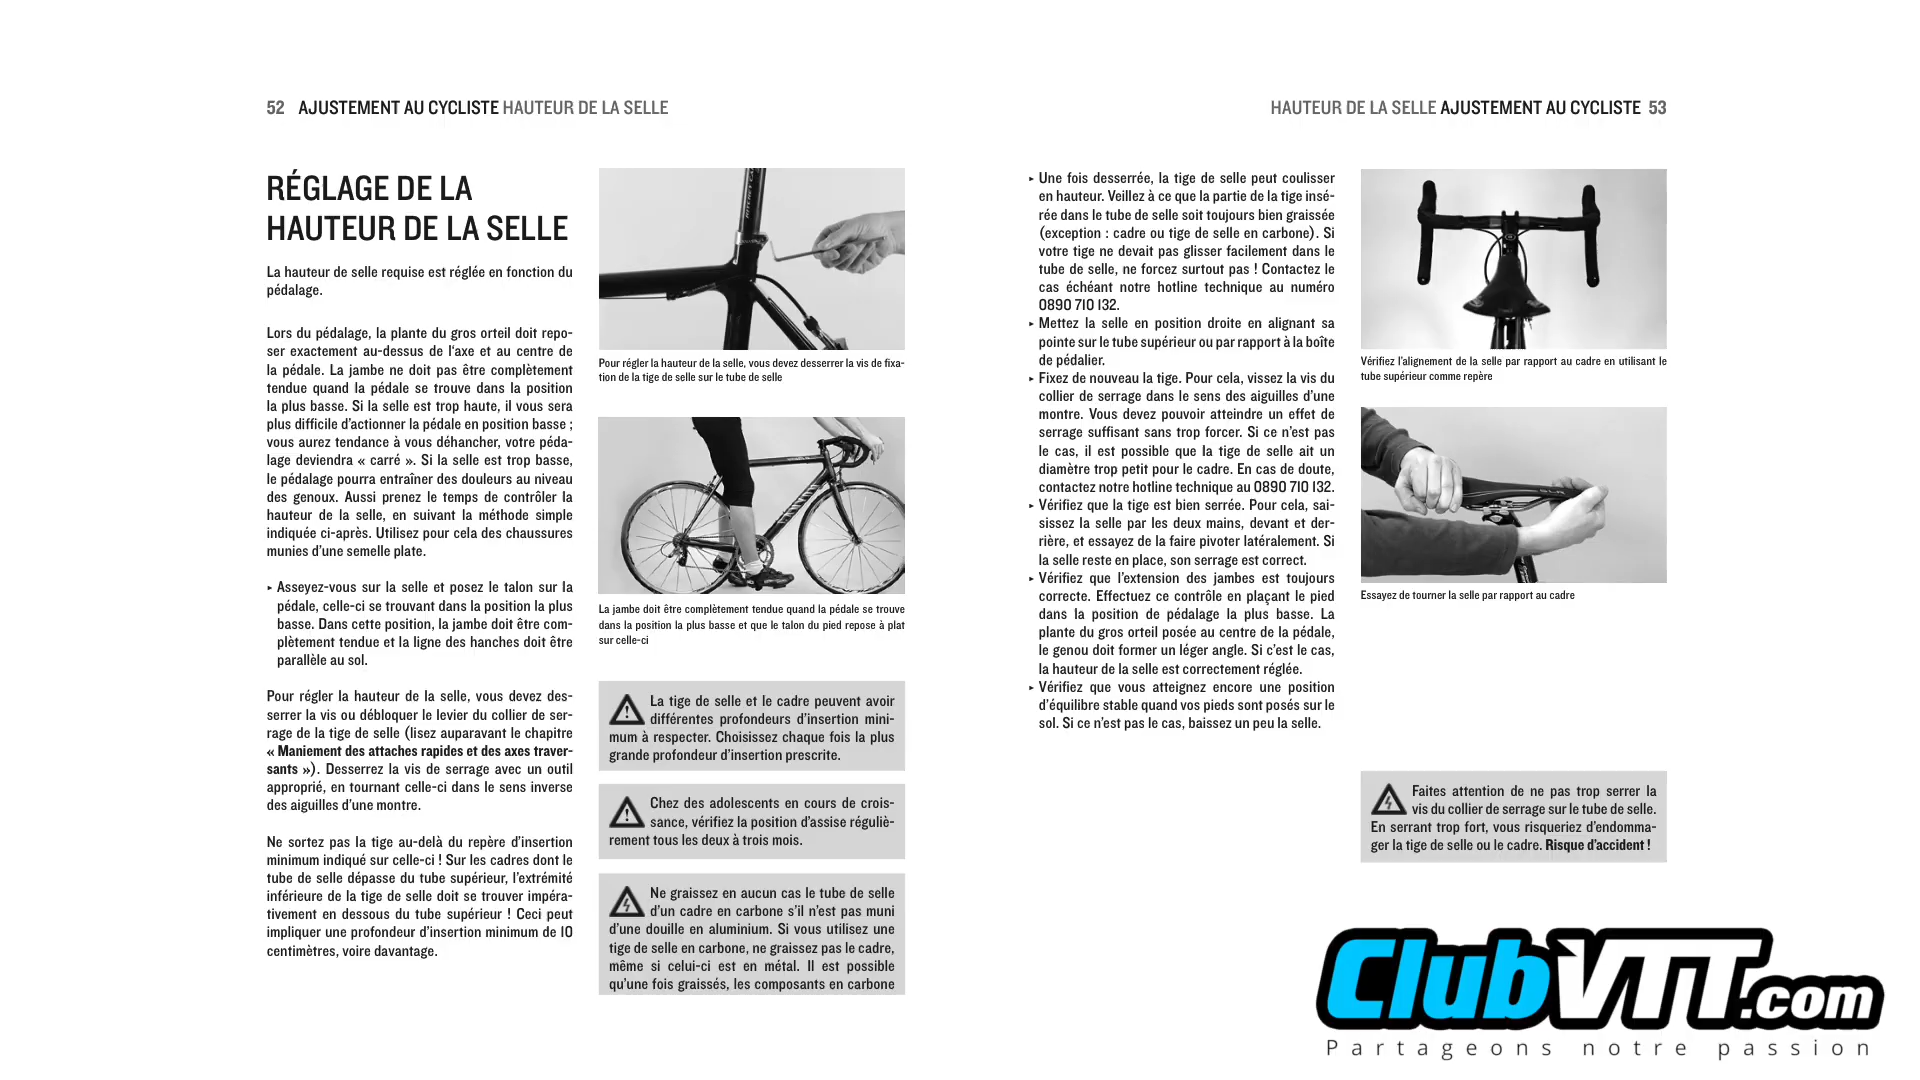 52 AJUSTEMENT AU CYCLISTE HAUTEUR DE LA SELLE
RÉGLAGE DE LA
HAUTEUR DE LA SELLE
La hauteur de selle requise est réglée en fonction du
pédalage.
Lors du pédalage, la plante du gros orteil doit repo-
ser exactement au-dessus de l‘axe et au centre de
la pédale. La jambe ne doit pas être complètement
tendue quand la pédale se trouve dans la position
la plus basse. Si la selle est trop haute, il vous sera
plus difficile d’actionner la pédale en position basse ;
vous aurez tendance à vous déhancher, votre péda-
lage deviendra « carré ». Si la selle est trop basse,
le pédalage pourra entraîner des douleurs au niveau
des genoux. Aussi prenez le temps de contrôler la
hauteur de la selle, en suivant la méthode simple
indiquée ci-après. Utilisez pour cela des chaussures
munies d’une semelle plate.
▸ Asseyez-vous sur la selle et posez le talon sur la
pédale, celle-ci se trouvant dans la position la plus
basse. Dans cette position, la jambe doit être com-
plètement tendue et la ligne des hanches doit être
parallèle au sol.
Pour régler la hauteur de la selle, vous devez des-
serrer la vis ou débloquer le levier du collier de ser-
rage de la tige de selle (lisez auparavant le chapitre
« Maniement des attaches rapides et des axes traver-
sants »). Desserrez la vis de serrage avec un outil
approprié, en tournant celle-ci dans le sens inverse
des aiguilles d’une montre.
Ne sortez pas la tige au-delà du repère d’insertion
minimum indiqué sur celle-ci ! Sur les cadres dont le
tube de selle dépasse du tube supérieur, l’extrémité
inférieure de la tige de selle doit se trouver impéra-
tivement en dessous du tube supérieur ! Ceci peut
impliquer une profondeur d’insertion minimum de 10
centimètres, voire davantage.
Pour régler la hauteur de la selle, vous devez desserrer la vis de fixa-
tion de la tige de selle sur le tube de selle
La jambe doit être complètement tendue quand la pédale se trouve
dans la position la plus basse et que le talon du pied repose à plat
sur celle-ci
La tige de selle et le cadre peuvent avoir
différentes profondeurs d’insertion mini-
mum à respecter. Choisissez chaque fois la plus
grande profondeur d’insertion prescrite.
Chez des adolescents en cours de crois-
sance, vérifiez la position d’assise réguliè-
rement tous les deux à trois mois.
Ne graissez en aucun cas le tube de selle
d’un cadre en carbone s’il n’est pas muni
d’une douille en aluminium. Si vous utilisez une
tige de selle en carbone, ne graissez pas le cadre,
même si celui-ci est en métal. Il est possible
qu’une fois graissés, les composants en carbone
HAUTEUR DE LA SELLE AJUSTEMENT AU CYCLISTE 53
▸ Une fois desserrée, la tige de selle peut coulisser
en hauteur. Veillez à ce que la partie de la tige insé-
rée dans le tube de selle soit toujours bien graissée
(exception : cadre ou tige de selle en carbone). Si
votre tige ne devait pas glisser facilement dans le
tube de selle, ne forcez surtout pas ! Contactez le
cas échéant notre hotline technique au numéro
0890 710 132.
▸ Mettez la selle en position droite en alignant sa
pointe sur le tube supérieur ou par rapport à la boîte
de pédalier.
▸ Fixez de nouveau la tige. Pour cela, vissez la vis du
collier de serrage dans le sens des aiguilles d’une
montre. Vous devez pouvoir atteindre un effet de
serrage suffisant sans trop forcer. Si ce n’est pas
le cas, il est possible que la tige de selle ait un
diamètre trop petit pour le cadre. En cas de doute,
contactez notre hotline technique au 0890 710 132.
▸ Vérifiez que la tige est bien serrée. Pour cela, sai-
sissez la selle par les deux mains, devant et der-
rière, et essayez de la faire pivoter latéralement. Si
la selle reste en place, son serrage est correct.
▸ Vérifiez que l’extension des jambes est toujours
correcte. Effectuez ce contrôle en plaçant le pied
dans la position de pédalage la plus basse. La
plante du gros orteil posée au centre de la pédale,
le genou doit former un léger angle. Si c’est le cas,
la hauteur de la selle est correctement réglée.
▸ Vérifiez que vous atteignez encore une position
d’équilibre stable quand vos pieds sont posés sur le
sol. Si ce n’est pas le cas, baissez un peu la selle.
Vérifiez l’alignement de la selle par rapport au cadre en utilisant le
tube supérieur comme repère
Essayez de tourner la selle par rapport au cadre
Faites attention de ne pas trop serrer la
vis du collier de serrage sur le tube de selle.
En serrant trop fort, vous risqueriez d’endomma-
ger la tige de selle ou le cadre. Risque d’accident !
ClubVTT.com
Partageons notre passion